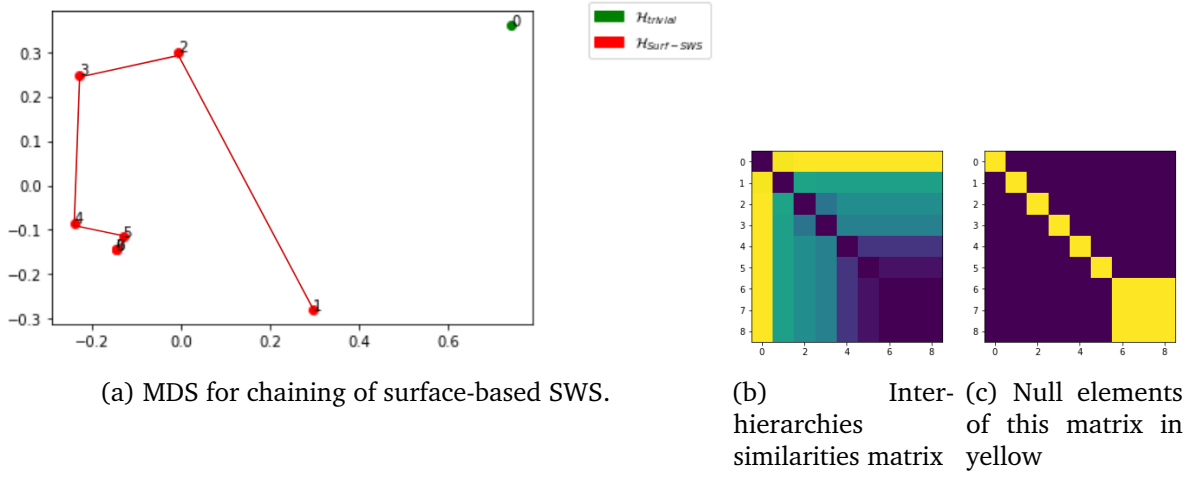 0
2
3
4
5
1
0.3
0.2
0.1
0.0
−0.1
−0.2
−0.3
−0.2 0.0 0.2 0.4 0.6
ℋtrivial
ℋSurf−SWS
0
1
2
3
4
5
6
7
8
0 2 4 6 8
0
1
2
3
4
5
6
7
8
0 2 4 6 8
(a) MDS for chaining of surface-based SWS.
(b) Inter-
hierarchies
similarities matrix
(c) Null elements
of this matrix in
yellow